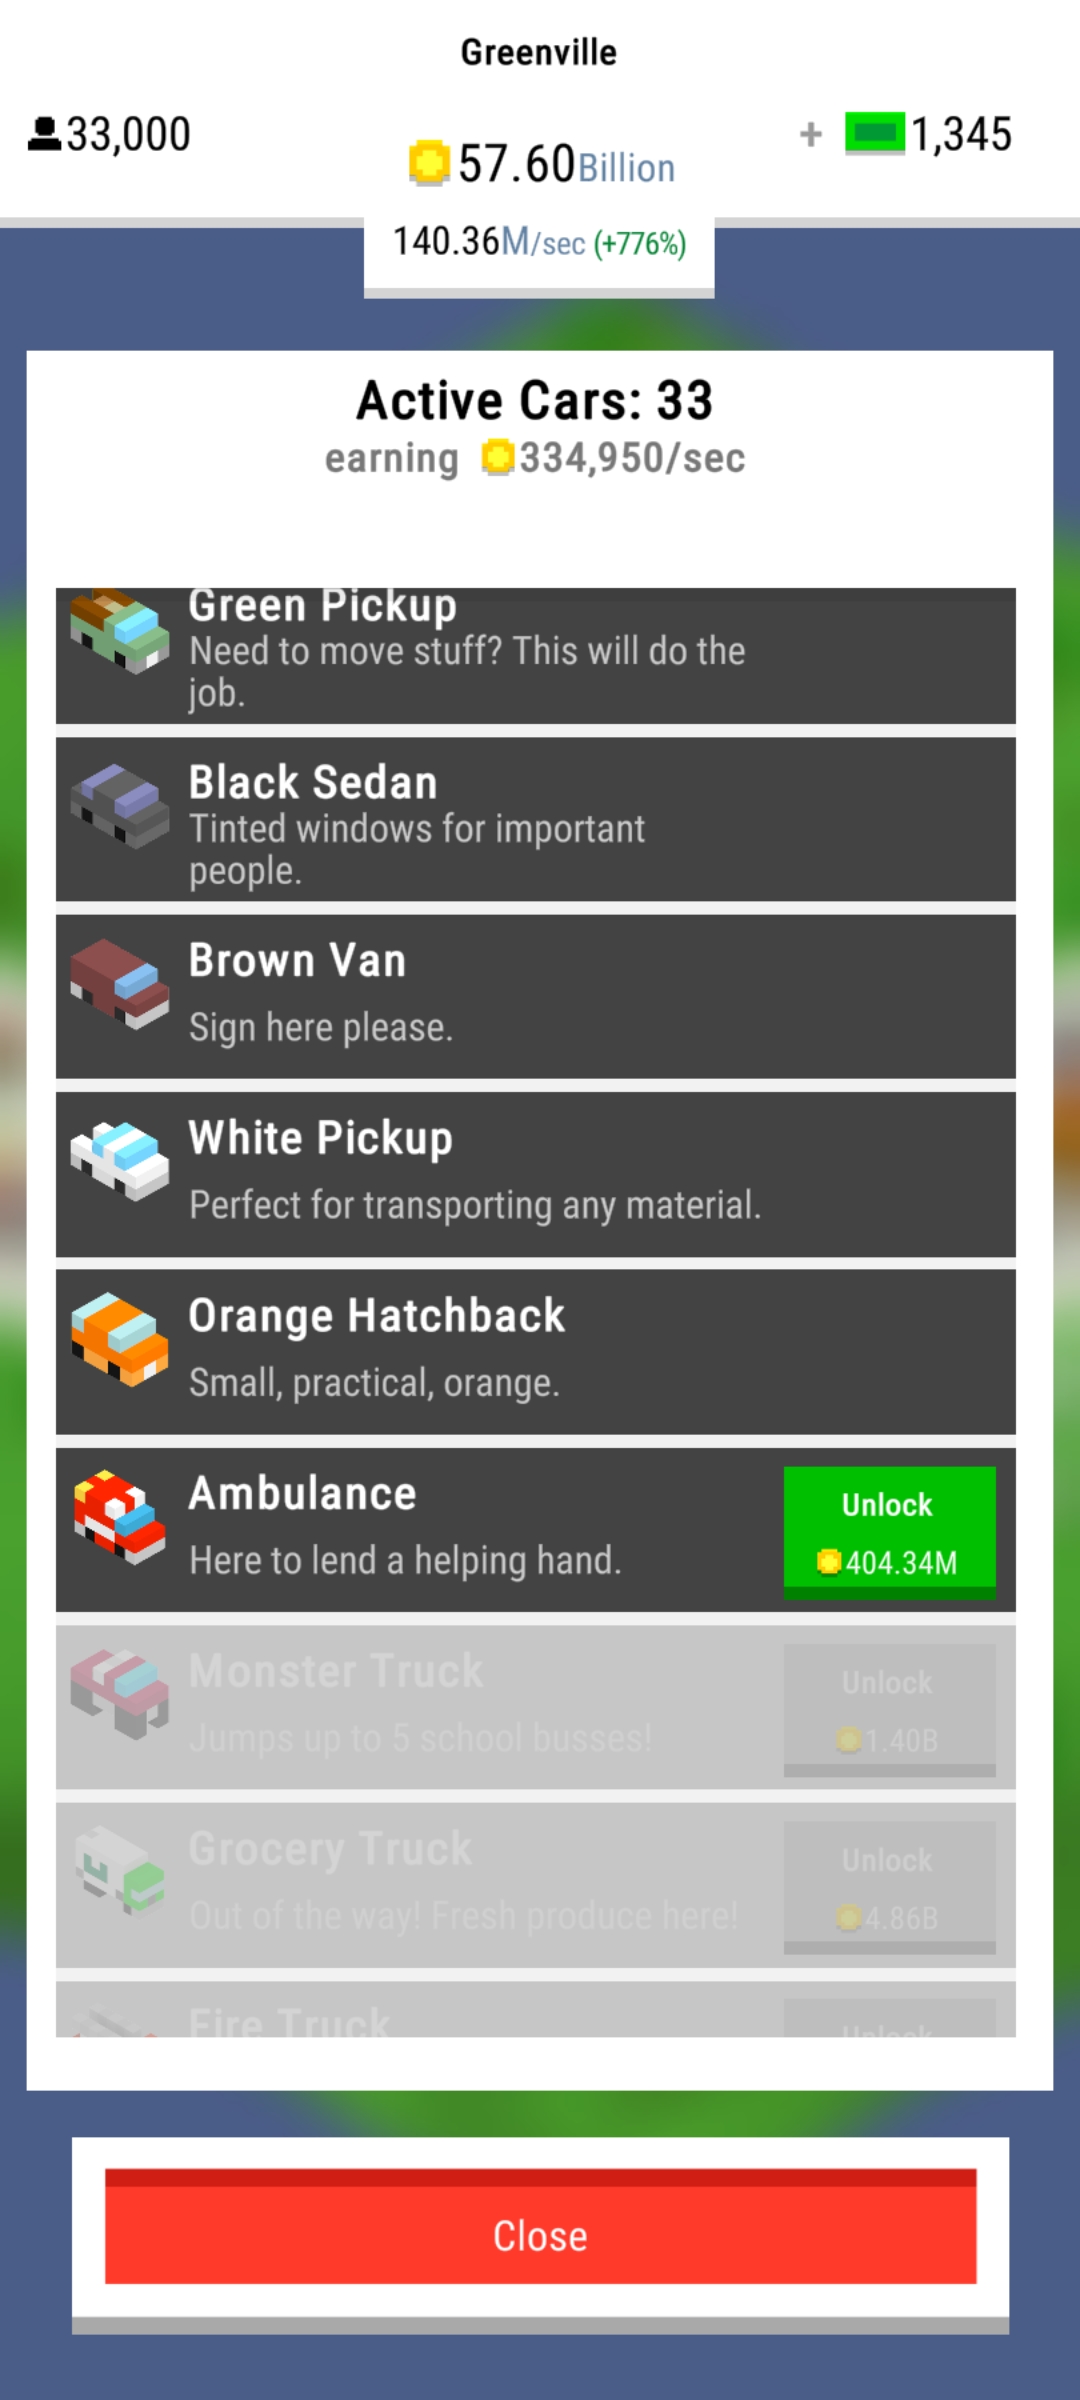 Greenville
33,000
57.60Billion
+ 1,345
140.36M/sec (+776%)
Active Cars: 33
earning 334,950/sec
Green Pickup
Need to move stuff? This will do the
job.
Black Sedan
Tinted windows for important
people.
Brown Van
Sign here please.
White Pickup
Perfect for transporting any material.
Orange Hatchback
Small, practical, orange.
Ambulance
Here to lend a helping hand.
Unlock
404.34M
Monster Truck
Jumps up to 5 school busses!
Unlock
1.40B
Grocery Truck
Out of the way! Fresh produce here!
Unlock
4.86B
Fire Truck
Unlock
Close